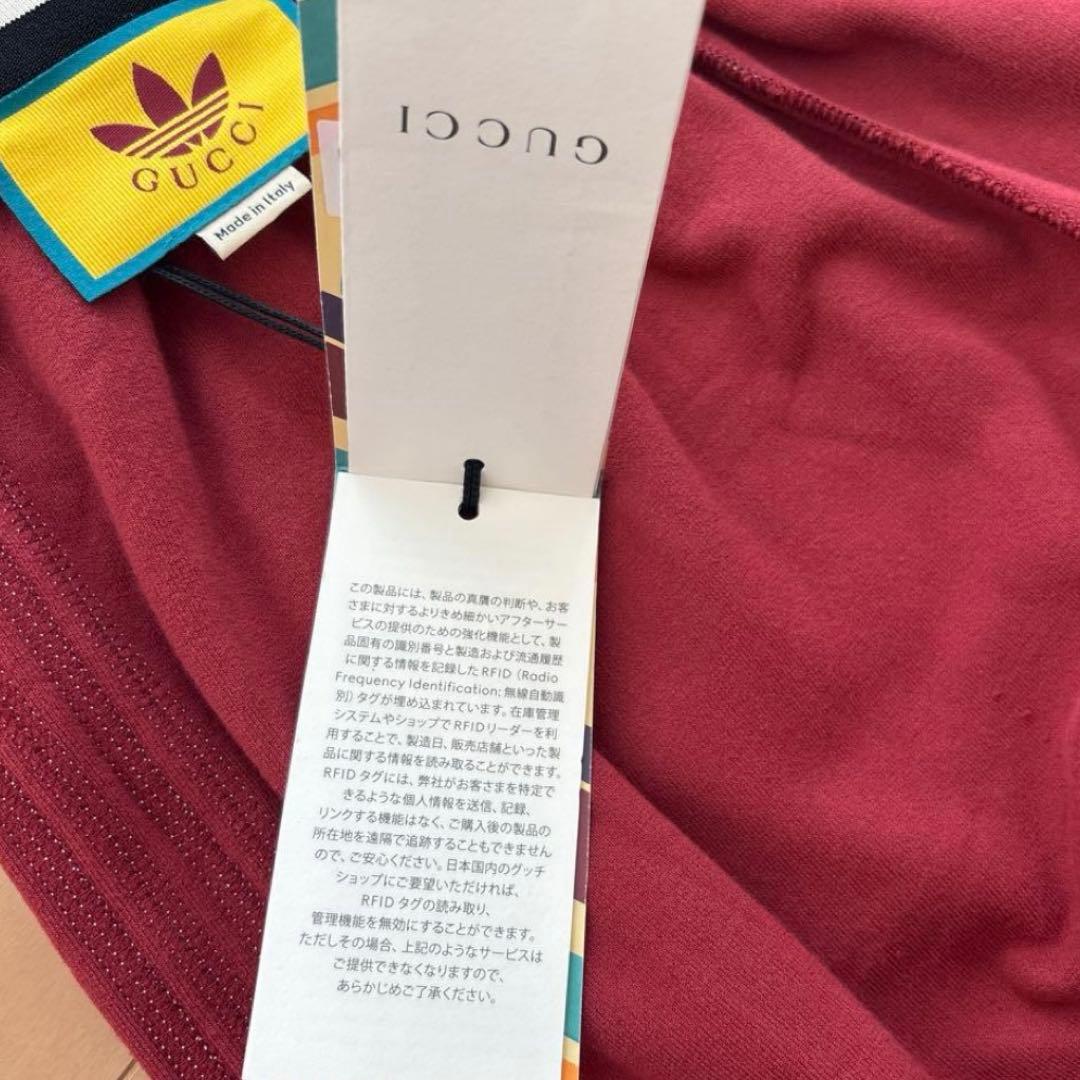 GUCCI
Made in Italy
GUCCI
この製品には、製品の真贋の判断や、お客
さまに対するよりきめ細かいアフターサー
ビスの提供のための強化機能として、製
品固有の識別番号と製造および流通履歴
に関する情報を記録したRFID（Radio
Frequency Identification: 無線自動識
別）タグが埋め込まれています。在庫管理
システムやショップでRFIDリーダーを利
用することで、製造日、販売店舗といった製
品に関する情報を読み取ることができます。
RFIDタグには、弊社がお客さまを特定で
きるような個人情報を送信、記録、
リンクする機能はなく、ご購入後の製品の
所在地を遠隔で追跡することもできません
ので、ご安心ください。日本国内のグッチ
ショップにご要望いただければ、
RFIDタグの読み取り、
管理機能を無効にすることができます。
ただしその場合、上記のようなサービスは
ご提供できなくなりますので、
あらかじめご了承ください。